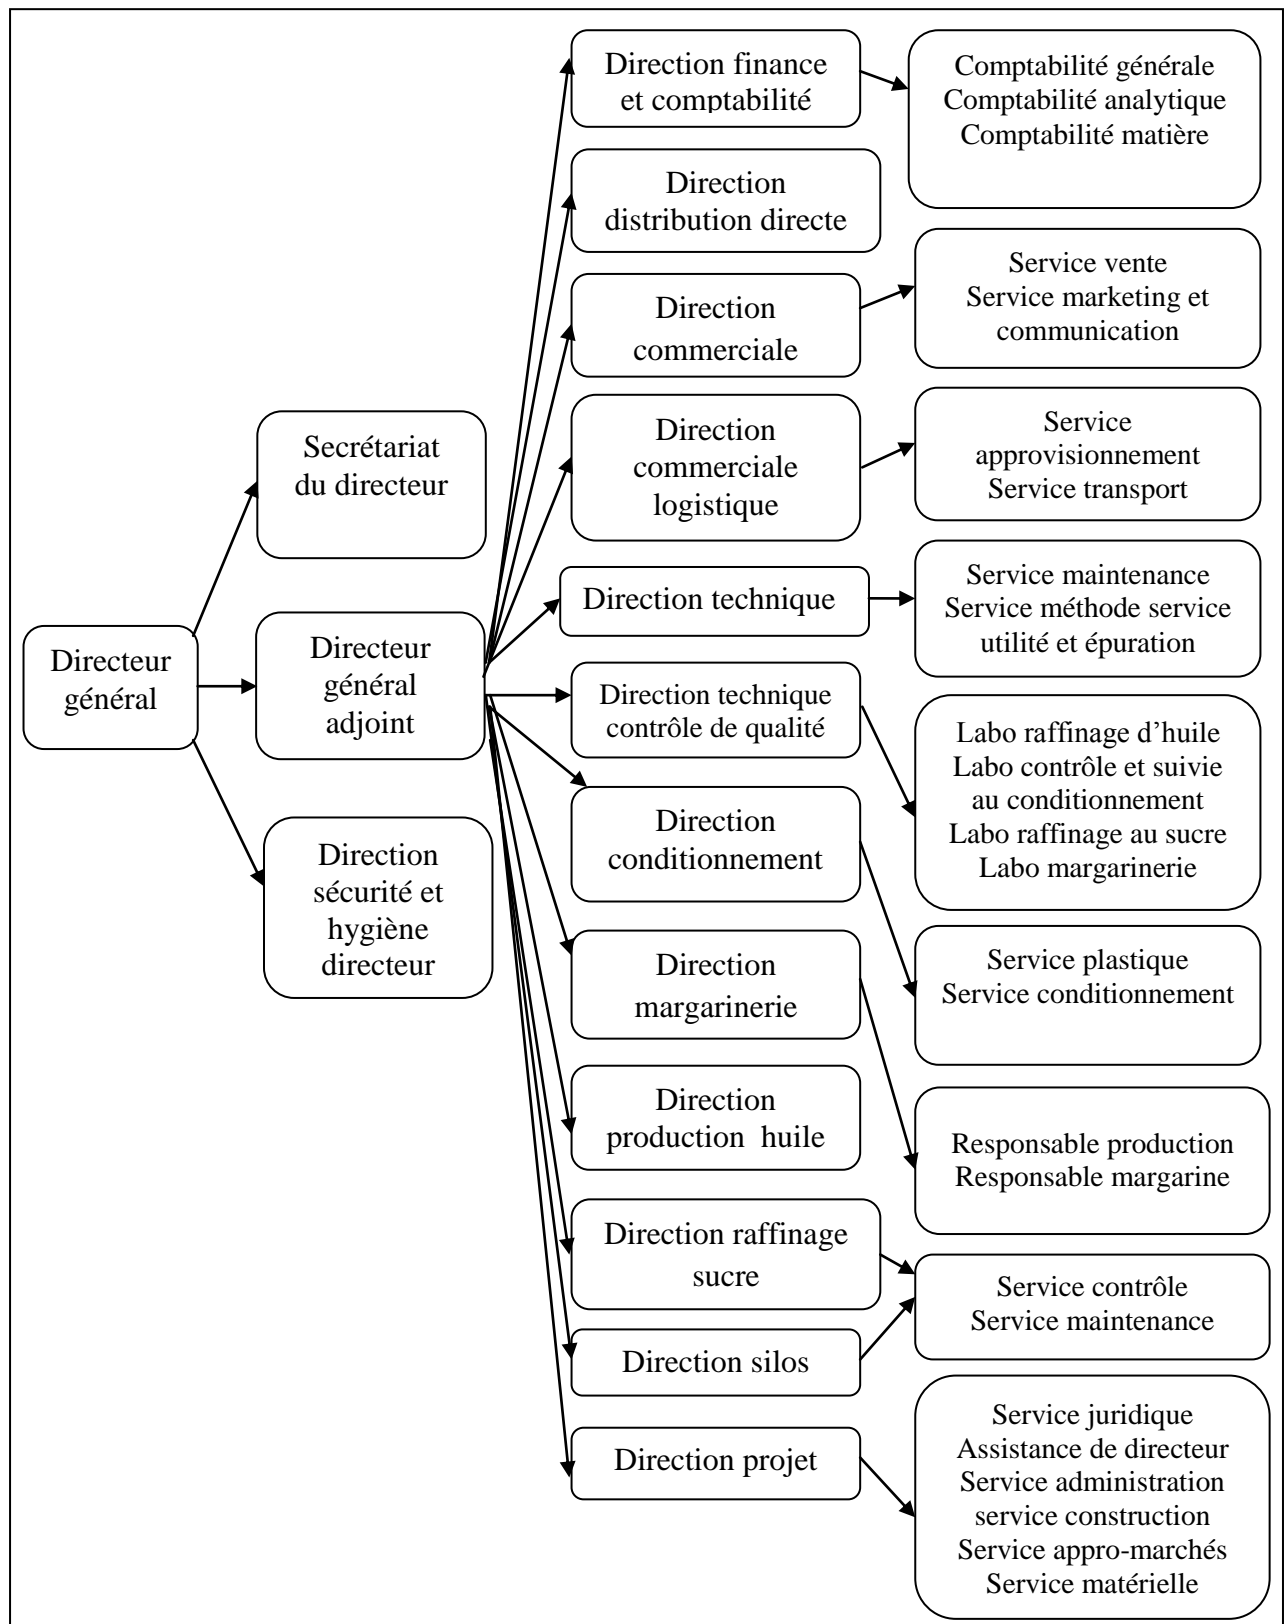 Directeur
général
Secrétariat
du directeur
Directeur
général
adjoint
Direction
sécurité et
hygiène
directeur
Direction finance
et comptabilité
Direction
distribution directe
Direction
commerciale
Direction
commerciale
logistique
Direction technique
Direction technique
contrôle de qualité
Direction
conditionnement
Direction
margarinerie
Direction
production huile
Direction raffinage
sucre
Direction silos
Direction projet
Comptabilité générale
Comptabilité analytique
Comptabilité matière
Service vente
Service marketing et
communication
Service
approvisionnement
Service transport
Service maintenance
Service méthode service
utilité et épuration
Labo raffinage d’huile
Labo contrôle et suivie
au conditionnement
Labo raffinage au sucre
Labo margarinerie
Service plastique
Service conditionnement
Responsable production
Responsable margarine
Service contrôle
Service maintenance
Service juridique
Assistance de directeur
Service administration
service construction
Service appro-marchés
Service matérielle